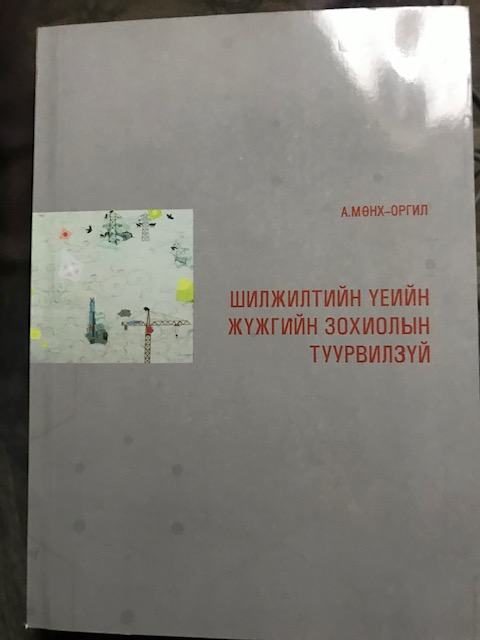 А.МӨНХ-ОРГИЛ
ШИЛЖИЛТИЙН ҮЕИЙН
ЖҮЖГИЙН ЗОХИОЛЫН
ТУУРВИЛЗҮЙ